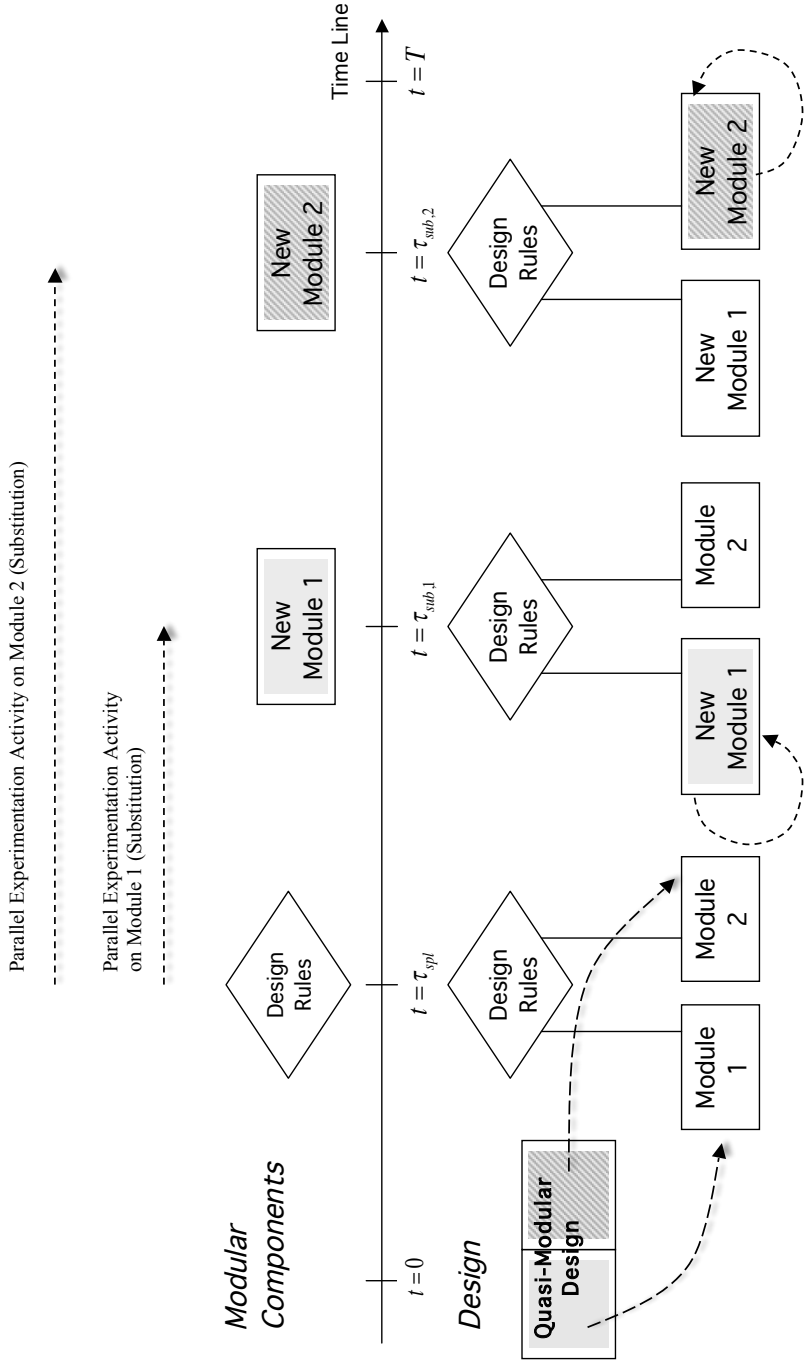 Parallel Experimentation Activity on Module 2 (Substitution)
Parallel Experimentation Activity
on Module 1 (Substitution)
Modular
Components
Design
Rules
New
Module 1
New
Module 2
Time Line
t = 0
t = τspl
t = τsub,1
t = τsub,2
t = T
Design
Quasi-Modular
Design
Design
Rules
Module
1
Module
2
Design
Rules
New
Module 1
Module
2
Design
Rules
New
Module 1
New
Module 2